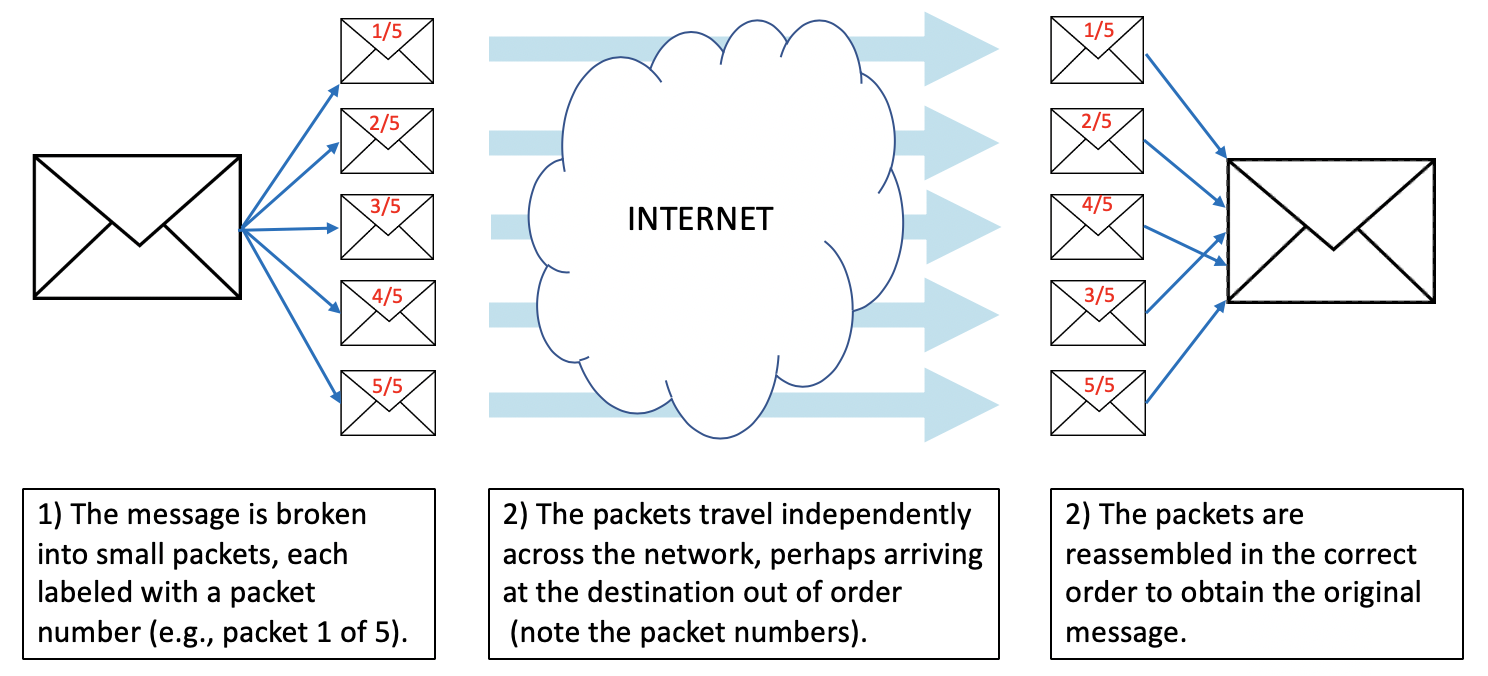 1/5
2/5
3/5
4/5
5/5
INTERNET
1/5
2/5
4/5
3/5
5/5
1) The message is broken
into small packets, each
labeled with a packet
number (e.g., packet 1 of 5).
2) The packets travel independently
across the network, perhaps arriving
at the destination out of order
(note the packet numbers).
2) The packets are
reassembled in the correct
order to obtain the original
message.